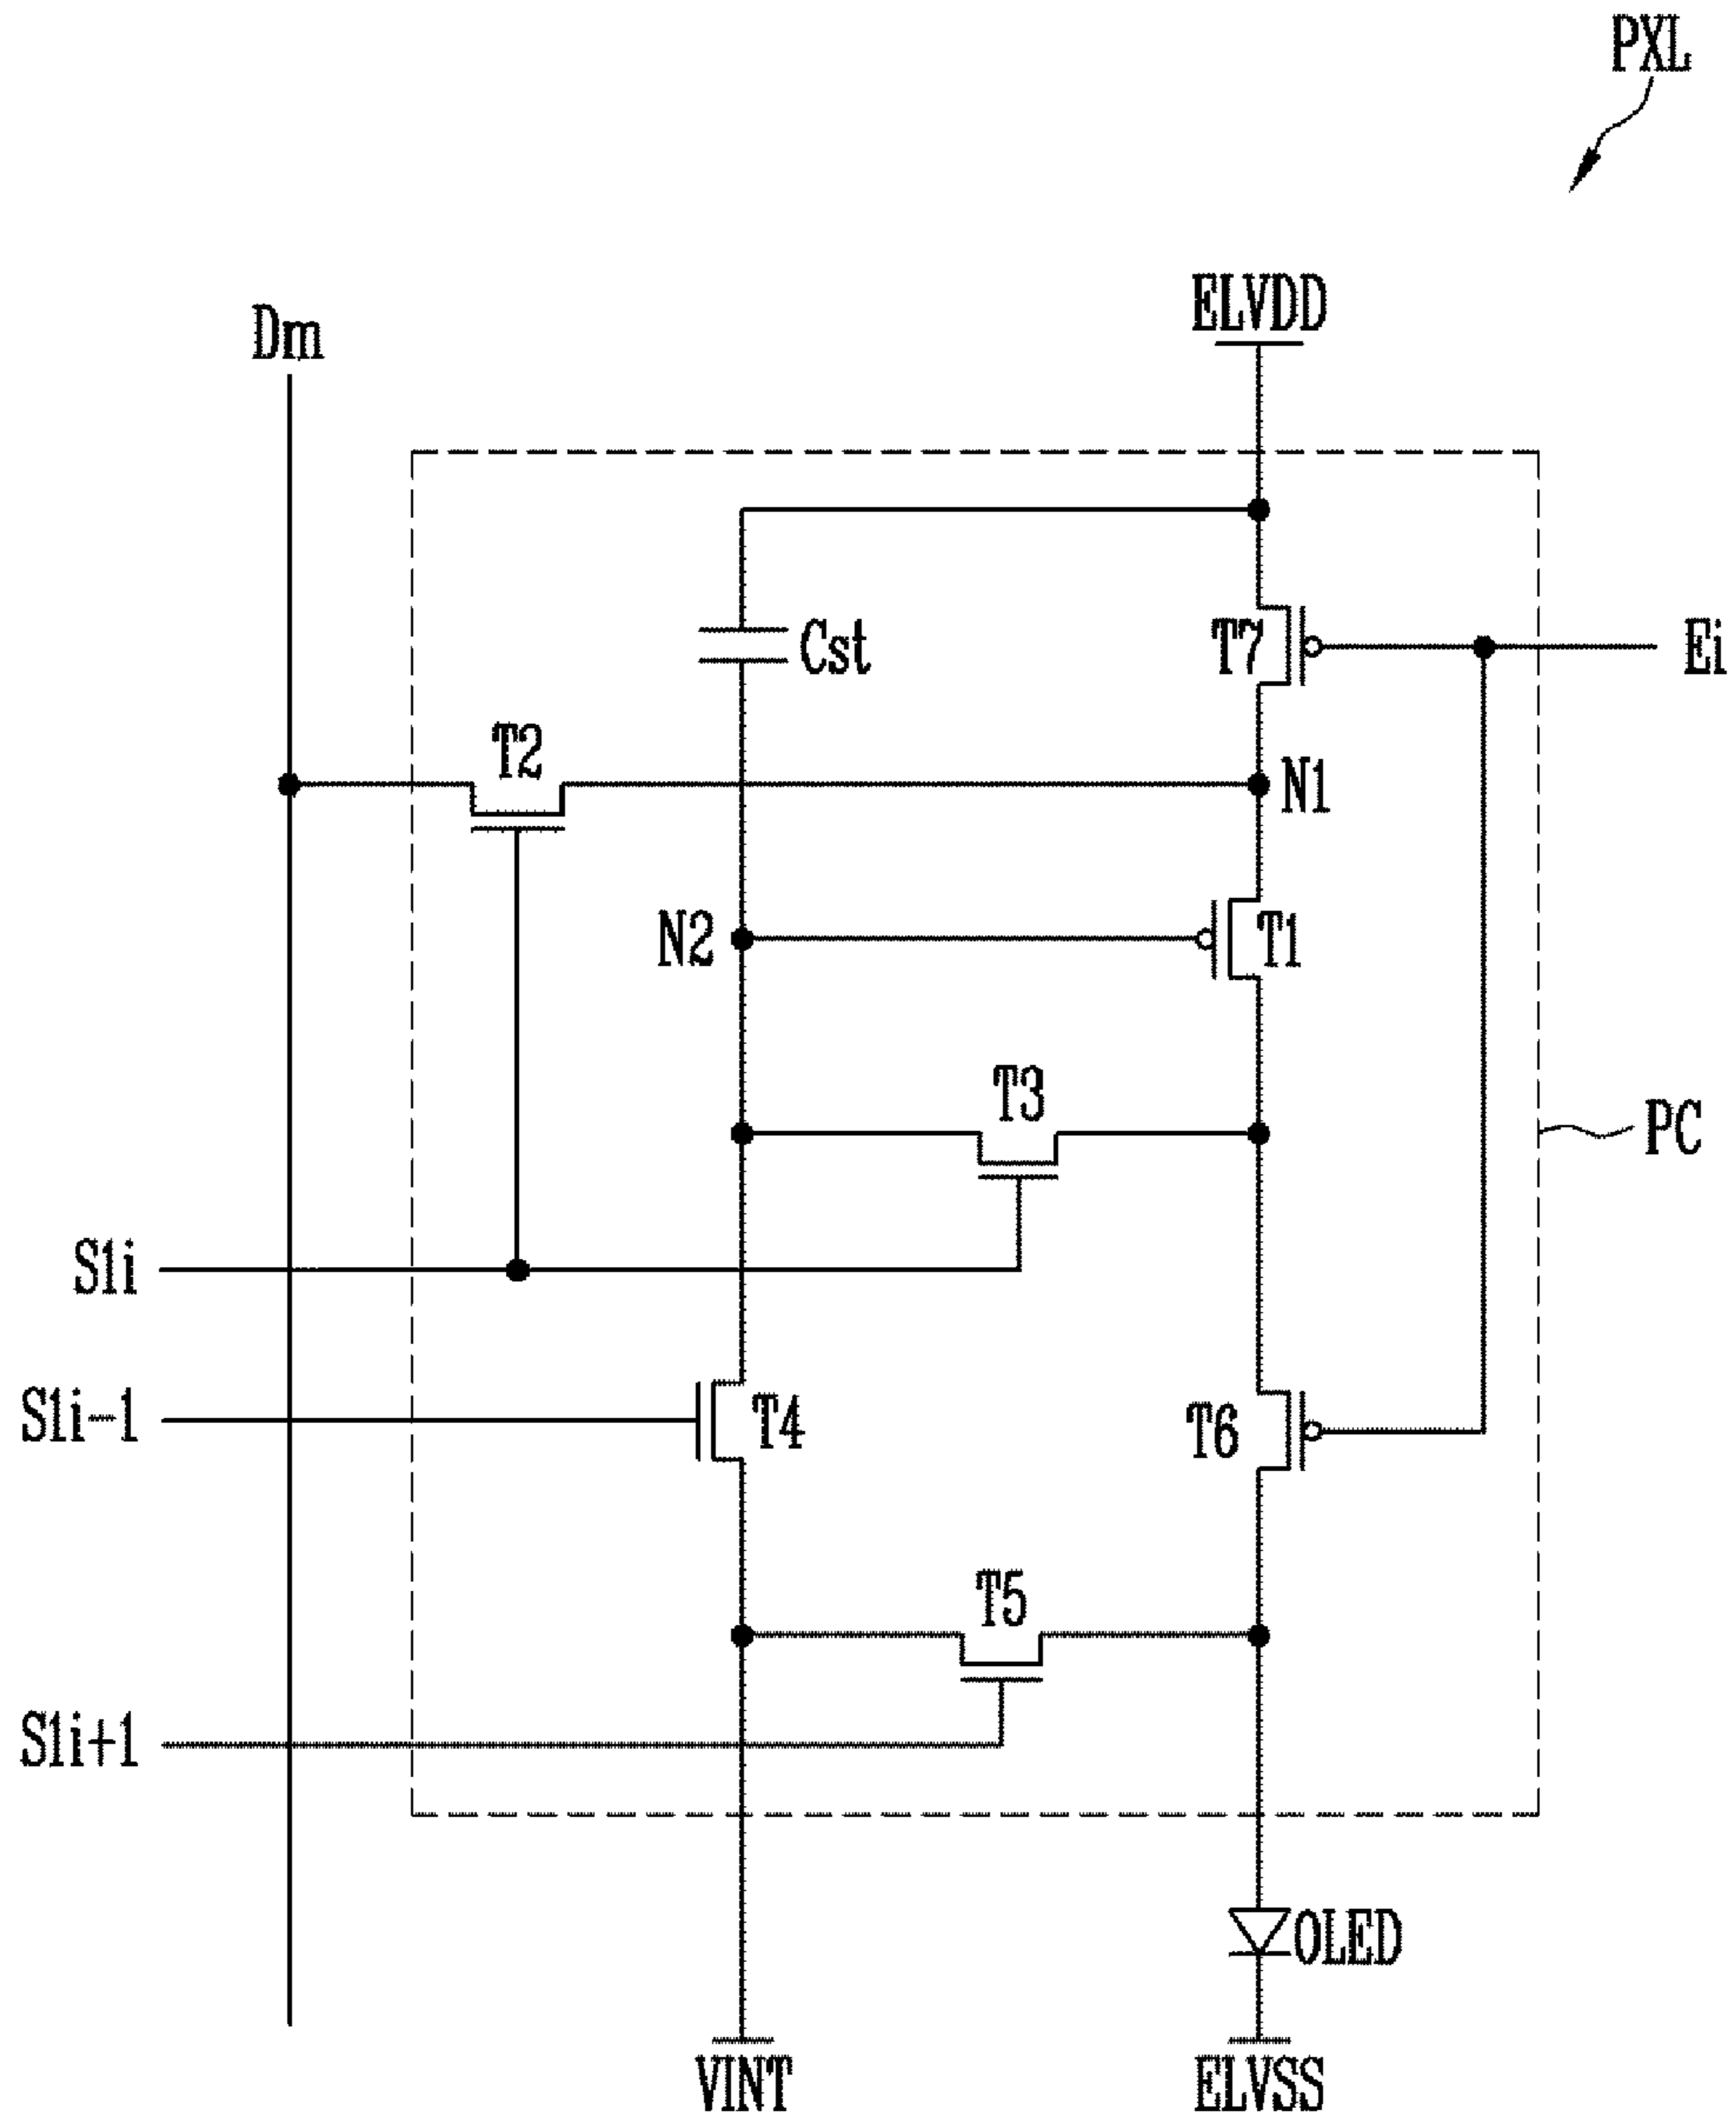 PXL
ELVDD
Dm
Cst
T7
Ei
T2
N1
N2
T1
T3
PC
S1i
S1i-1
T4
T6
T5
S1i+1
OLED
VINT
ELVSS